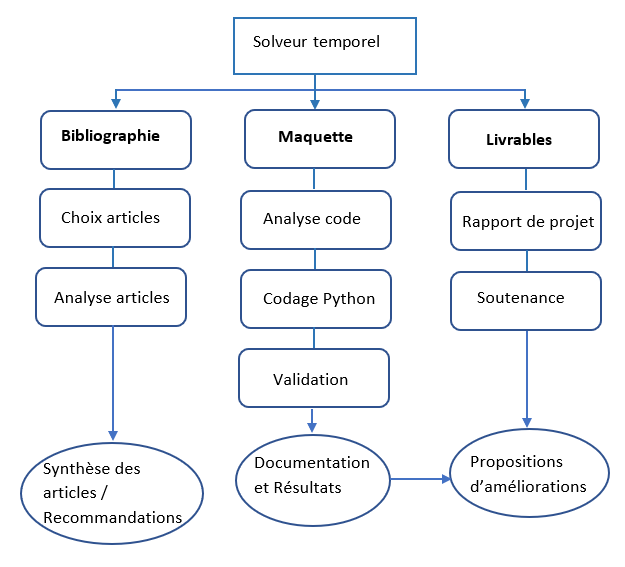 Solveur temporel
Bibliographie
Maquette
Livrables
Choix articles
Analyse code
Rapport de projet
Analyse articles
Codage Python
Soutenance
Validation
Synthèse des
articles /
Recommandations
Documentation
et Résultats
Propositions
d’améliorations